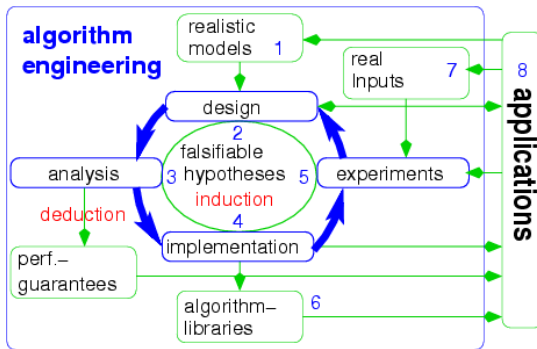 algorithm
engineering
realistic
models 1
real
Inputs 7
8
applications
design
2
falsifiable
hypotheses
induction
3
5
4
analysis
experiments
deduction
implementation
perf.–
guarantees
algorithm–
libraries
6